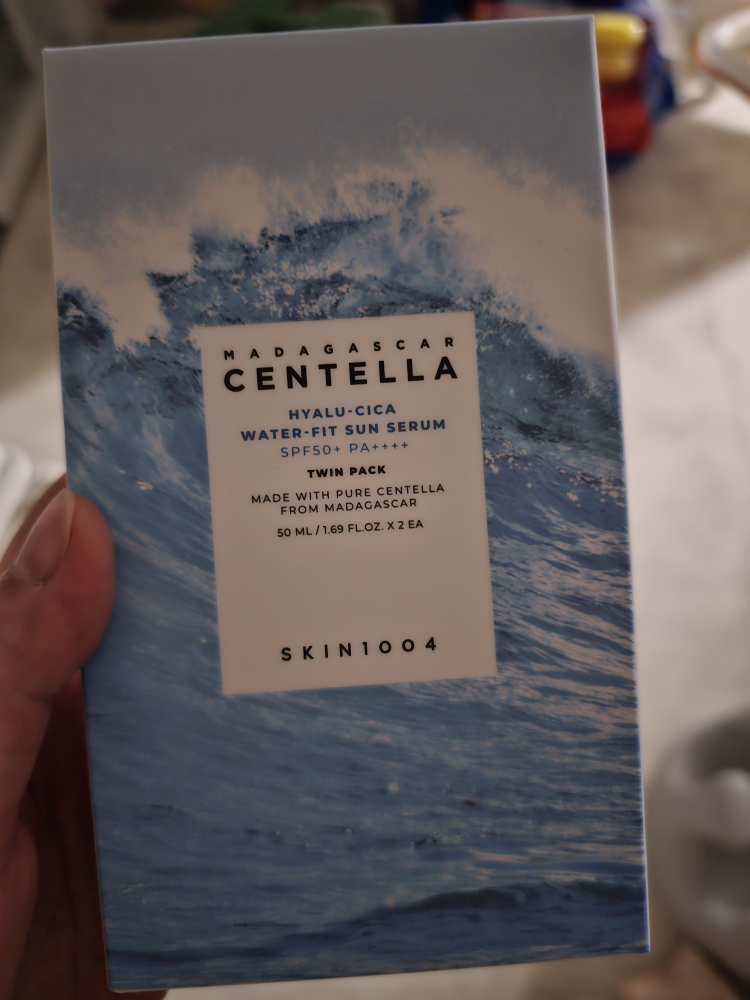 MADAGASCAR
CENTELLA
HYALU-CICA
WATER-FIT SUN SERUM
SPF50+ PA++++
TWIN PACK
MADE WITH PURE CENTELLA
FROM MADAGASCAR
50 ML / 1.69 FL.OZ. X 2 EA
SKIN1004